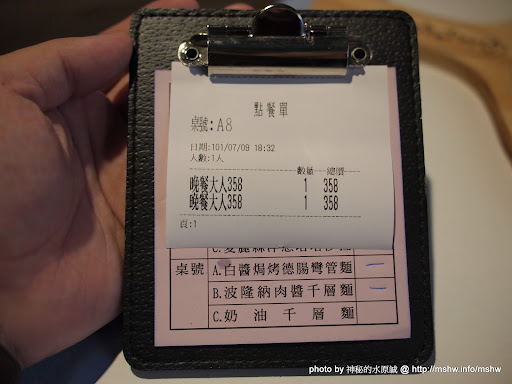 點餐單
桌號:A8
日期:101/07/09 18:32
人數:1人
數量 總價
晚餐大人358 1 358
晚餐大人358 1 358
頁:1
桌號
A.白醬焗烤德腸彎管麵
B.波隆納肉醬千層麵
C.奶油千層麵
photo by 神秘的水原誠 @ http://mshw.info/mshw